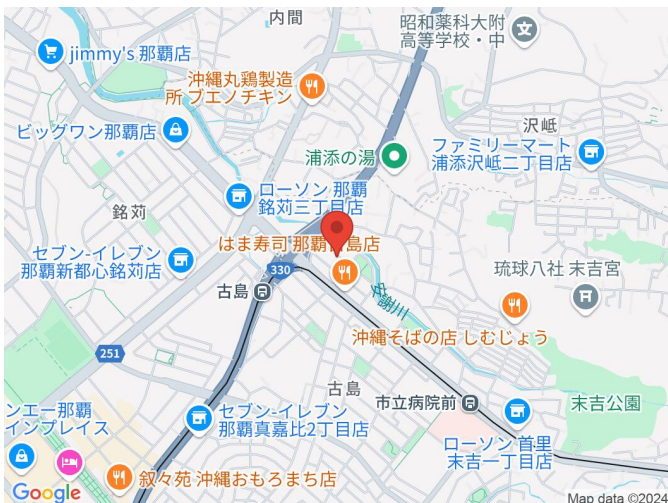 内間
昭和薬科大附
高等学校・中
jimmy's 那覇店
沖縄丸鶏製造
所 ブエノチキン
ビッグワン那覇店
沢岻
浦添の湯
ファミリーマート
浦添沢岻二丁目店
ローソン 那覇
銘苅三丁目店
銘苅
はま寿司 那覇
島店
セブン-イレブン
那覇新都心銘苅店
330
琉球八社 末吉宮
古島
安謝川
沖縄そばの店 しむじょう
251
古島
市立病院前
末吉公園
ンエー那覇
インプレイス
セブン-イレブン
那覇真嘉比2丁目店
ローソン 首里
末吉一丁目店
叙々苑 沖縄おもろまち店
Google
Map data ©2024